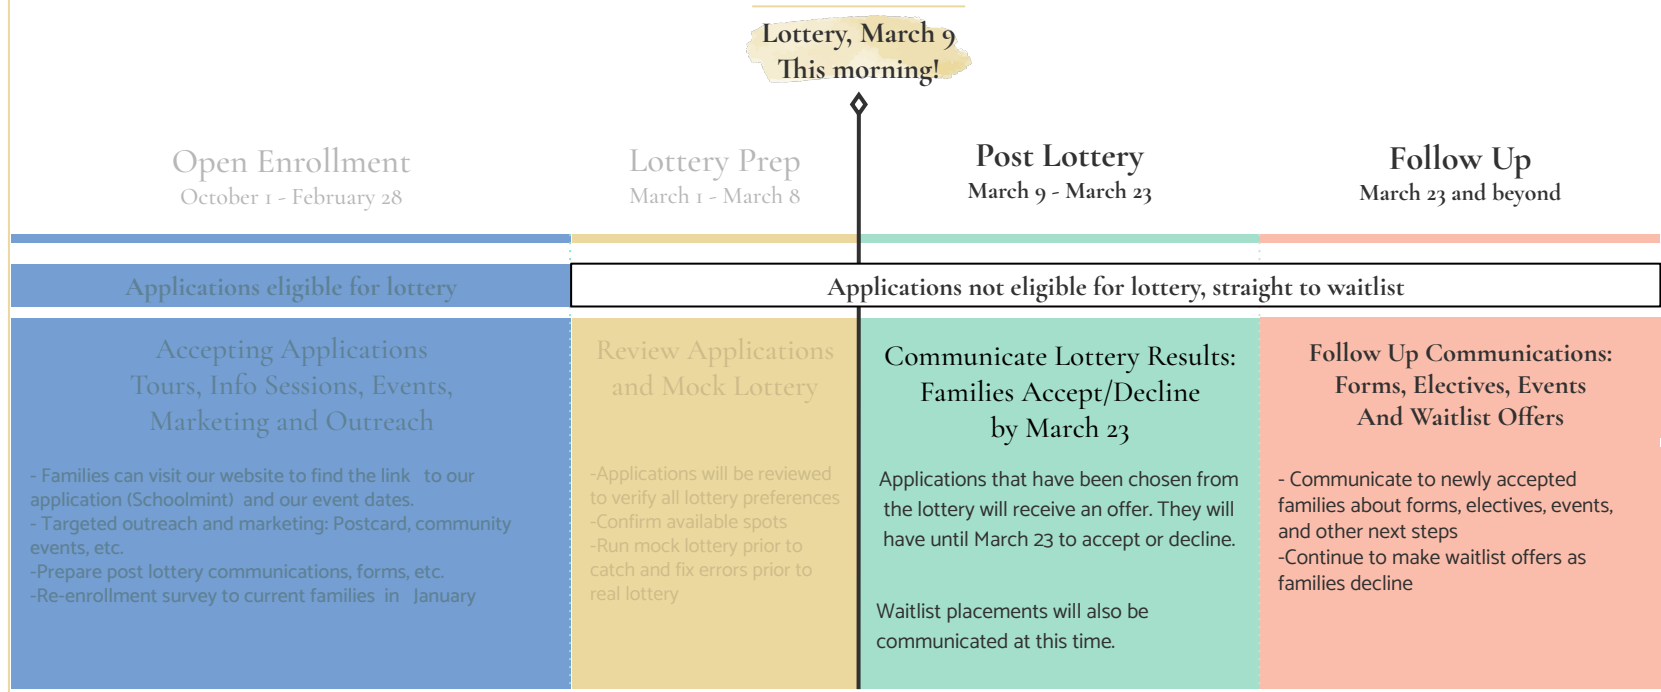 Lottery, March 9
This morning!
Open Enrollment
October 1 - February 28
Lottery Prep
March 1 - March 8
Post Lottery
March 9 - March 23
Follow Up
March 23 and beyond
Applications eligible for lottery
Applications not eligible for lottery, straight to waitlist
Accepting Applications
Tours, Info Sessions, Events,
Marketing and Outreach
- Families can visit our website to find the link to our
application (Schoolmint) and our event dates.
- Targeted outreach and marketing: Postcard, community
events, etc.
-Prepare post lottery communications, forms, etc.
-Re-enrollment survey to current families in January
Review Applications
and Mock Lottery
-Applications will be reviewed
to verify all lottery preferences
-Confirm available spots
-Run mock lottery prior to
catch and fix errors prior to
real lottery
Communicate Lottery Results:
Families Accept/Decline
by March 23
Applications that have been chosen from
the lottery will receive an offer. They will
have until March 23 to accept or decline.
Waitlist placements will also be
communicated at this time.
Follow Up Communications:
Forms, Electives, Events
And Waitlist Offers
- Communicate to newly accepted
families about forms, electives, events,
and other next steps
-Continue to make waitlist offers as
families decline